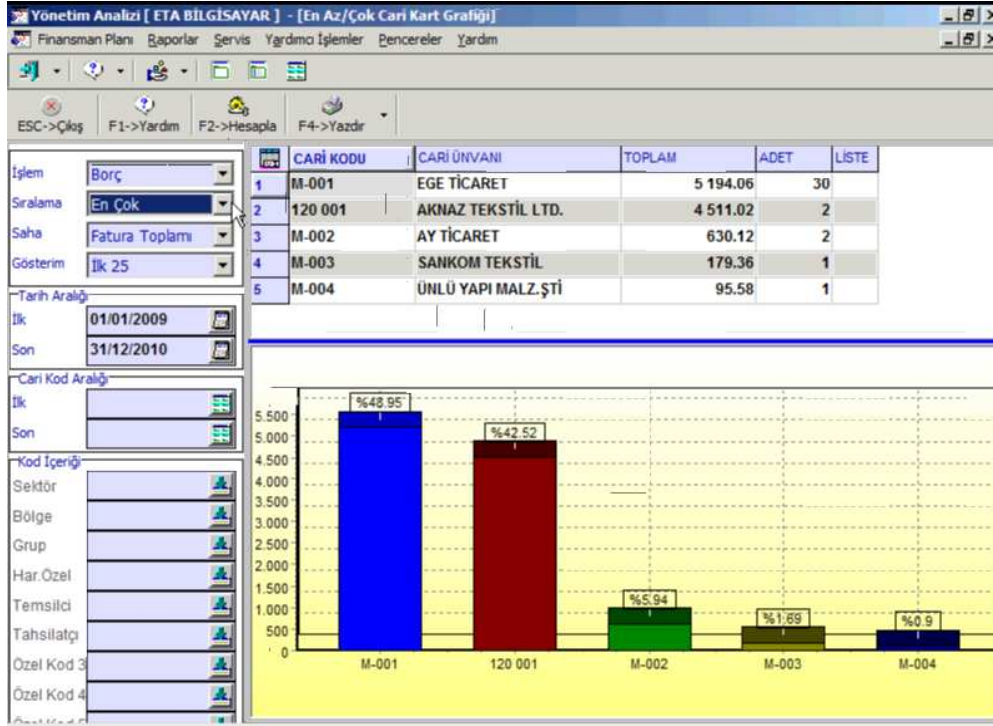 Yönetim Analizi [ ETA BİLGİSAYAR ] - [En Az/Çok Cari Kart Grafiği]
Finansman Planı Raporlar Servis Yardımcı İşlemler Pencereler Yardım
ESC->Çıkış F1->Yardım F2->Hesapla F4->Yazdır
İşlem Borç
Sıralama En Çok
Saha Fatura Toplamı
Gösterim İlk 25
Tarih Aralığı
İlk 01/01/2009
Son 31/12/2010
Cari Kod Aralığı
İlk
Son
Kod İçeriği
Sektör
Bölge
Grup
Har.Özel
Temsilci
Tahsilatçı
Özel Kod 3
Özel Kod 4
CARİ KODU CARİ ÜNVANI TOPLAM ADET LİSTE
1 M-001 EGE TİCARET 5 194.06 30
2 120 001 AKNAZ TEKSTİL LTD. 4 511.02 2
3 M-002 AY TİCARET 630.12 2
4 M-003 SANKOM TEKSTİL 179.36 1
5 M-004 ÜNLÜ YAPI MALZ.ŞTİ 95.58 1
%48.95
%42.52
%5.94
%1.69
%0.9
5.500
5.000
4.500
4.000
3.500
3.000
2.500
2.000
1.500
1.000
500
0
M-001 120 001 M-002 M-003 M-004